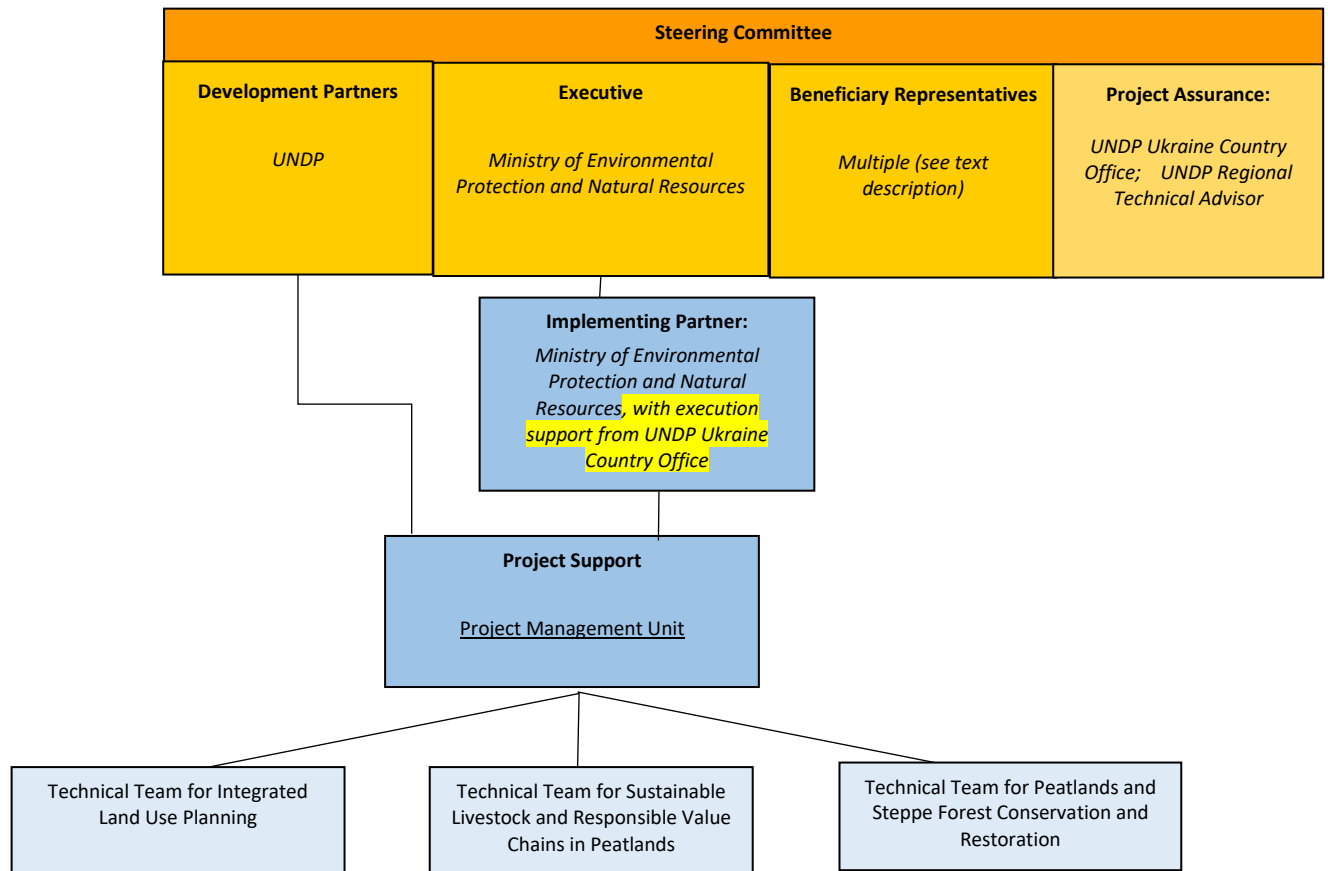 Steering Committee
Development Partners
UNDP
Executive
Ministry of Environmental
Protection and Natural Resources
Beneficiary Representatives
Multiple (see text
description)
Project Assurance:
UNDP Ukraine Country
Office; UNDP Regional
Technical Advisor
Implementing Partner:
Ministry of Environmental
Protection and Natural
Resources, with execution
support from UNDP Ukraine
Country Office
Project Support
Project Management Unit
Technical Team for Integrated
Land Use Planning
Technical Team for Sustainable
Livestock and Responsible Value
Chains in Peatlands
Technical Team for Peatlands and
Steppe Forest Conservation and
Restoration